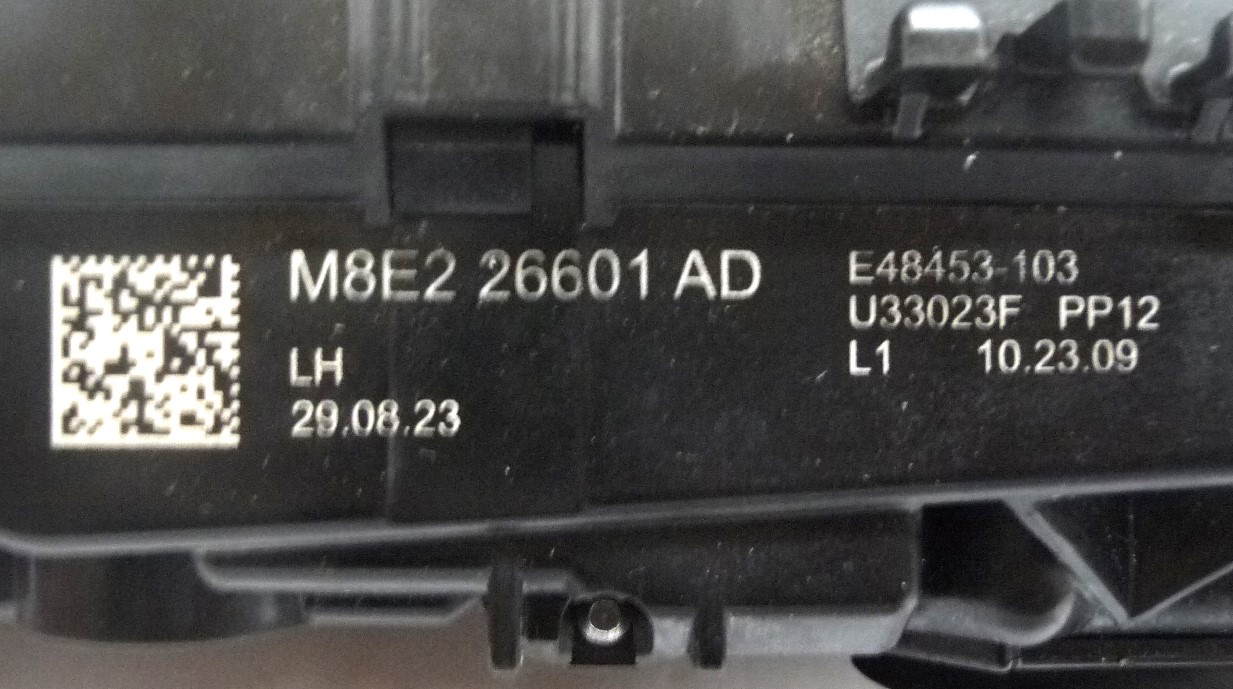 M8E2 26601 AD
LH
29.08.23
E48453-103
U33023F PP12
L1 10.23.09